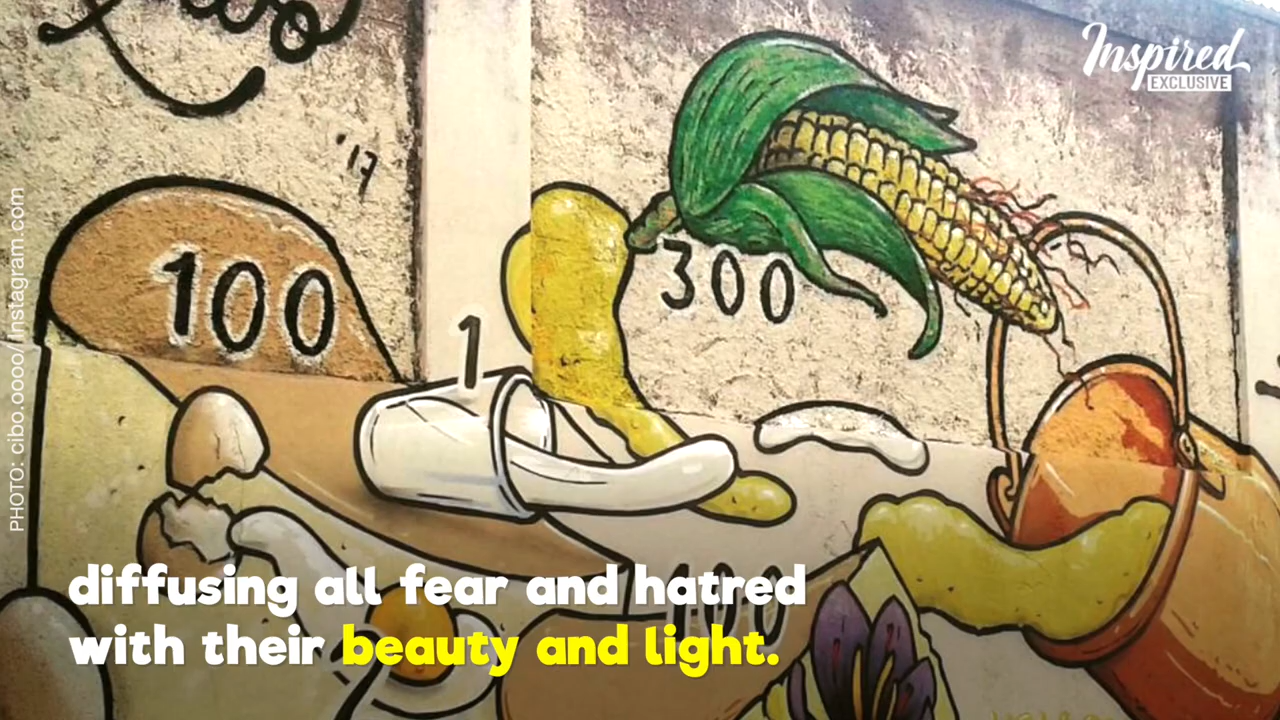 Inspired
EXCLUSIVE
'17
100
1
300
100
PHOTO: cibo.oooo/ Instagram.com
diffusing all fear and hatred
with their beauty and light.